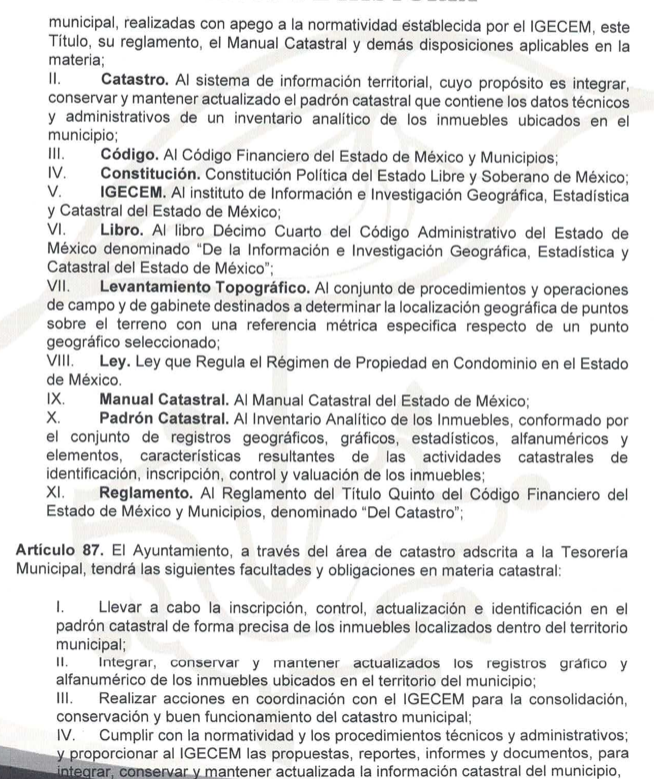 municipal, realizadas con apego a la normatividad establecida por el IGECEM, este
Título, su reglamento, el Manual Catastral y demás disposiciones aplicables en la
materia;
II. Catastro. Al sistema de información territorial, cuyo propósito es integrar,
conservar y mantener actualizado el padrón catastral que contiene los datos técnicos
y administrativos de un inventario analítico de los inmuebles ubicados en el
municipio;
III. Código. Al Código Financiero del Estado de México y Municipios;
IV. Constitución. Constitución Política del Estado Libre y Soberano de México;
V. IGECEM. Al instituto de Información e Investigación Geográfica, Estadística
y Catastral del Estado de México;
VI. Libro. Al libro Décimo Cuarto del Código Administrativo del Estado de
México denominado “De la Información e Investigación Geográfica, Estadística y
Catastral del Estado de México”;
VII. Levantamiento Topográfico. Al conjunto de procedimientos y operaciones
de campo y de gabinete destinados a determinar la localización geográfica de puntos
sobre el terreno con una referencia métrica especifica respecto de un punto
geográfico seleccionado;
VIII. Ley. Ley que Regula el Régimen de Propiedad en Condominio en el Estado
de México.
IX. Manual Catastral. Al Manual Catastral del Estado de México;
X. Padrón Catastral. Al Inventario Analítico de los Inmuebles, conformado por
el conjunto de registros geográficos, gráficos, estadísticos, alfanuméricos y
elementos, características resultantes de las actividades catastrales de
identificación, inscripción, control y valuación de los inmuebles;
XI. Reglamento. Al Reglamento del Título Quinto del Código Financiero del
Estado de México y Municipios, denominado “Del Catastro”;
Artículo 87. El Ayuntamiento, a través del área de catastro adscrita a la Tesorería
Municipal, tendrá las siguientes facultades y obligaciones en materia catastral:
I. Llevar a cabo la inscripción, control, actualización e identificación en el
padrón catastral de forma precisa de los inmuebles localizados dentro del territorio
municipal;
II. Integrar, conservar y mantener actualizados los registros gráfico y
alfanumérico de los inmuebles ubicados en el territorio del municipio;
III. Realizar acciones en coordinación con el IGECEM para la consolidación,
conservación y buen funcionamiento del catastro municipal;
IV. Cumplir con la normatividad y los procedimientos técnicos y administrativos;
y proporcionar al IGECEM las propuestas, reportes, informes y documentos, para
integrar, conservar y mantener actualizada la información catastral del municipio,